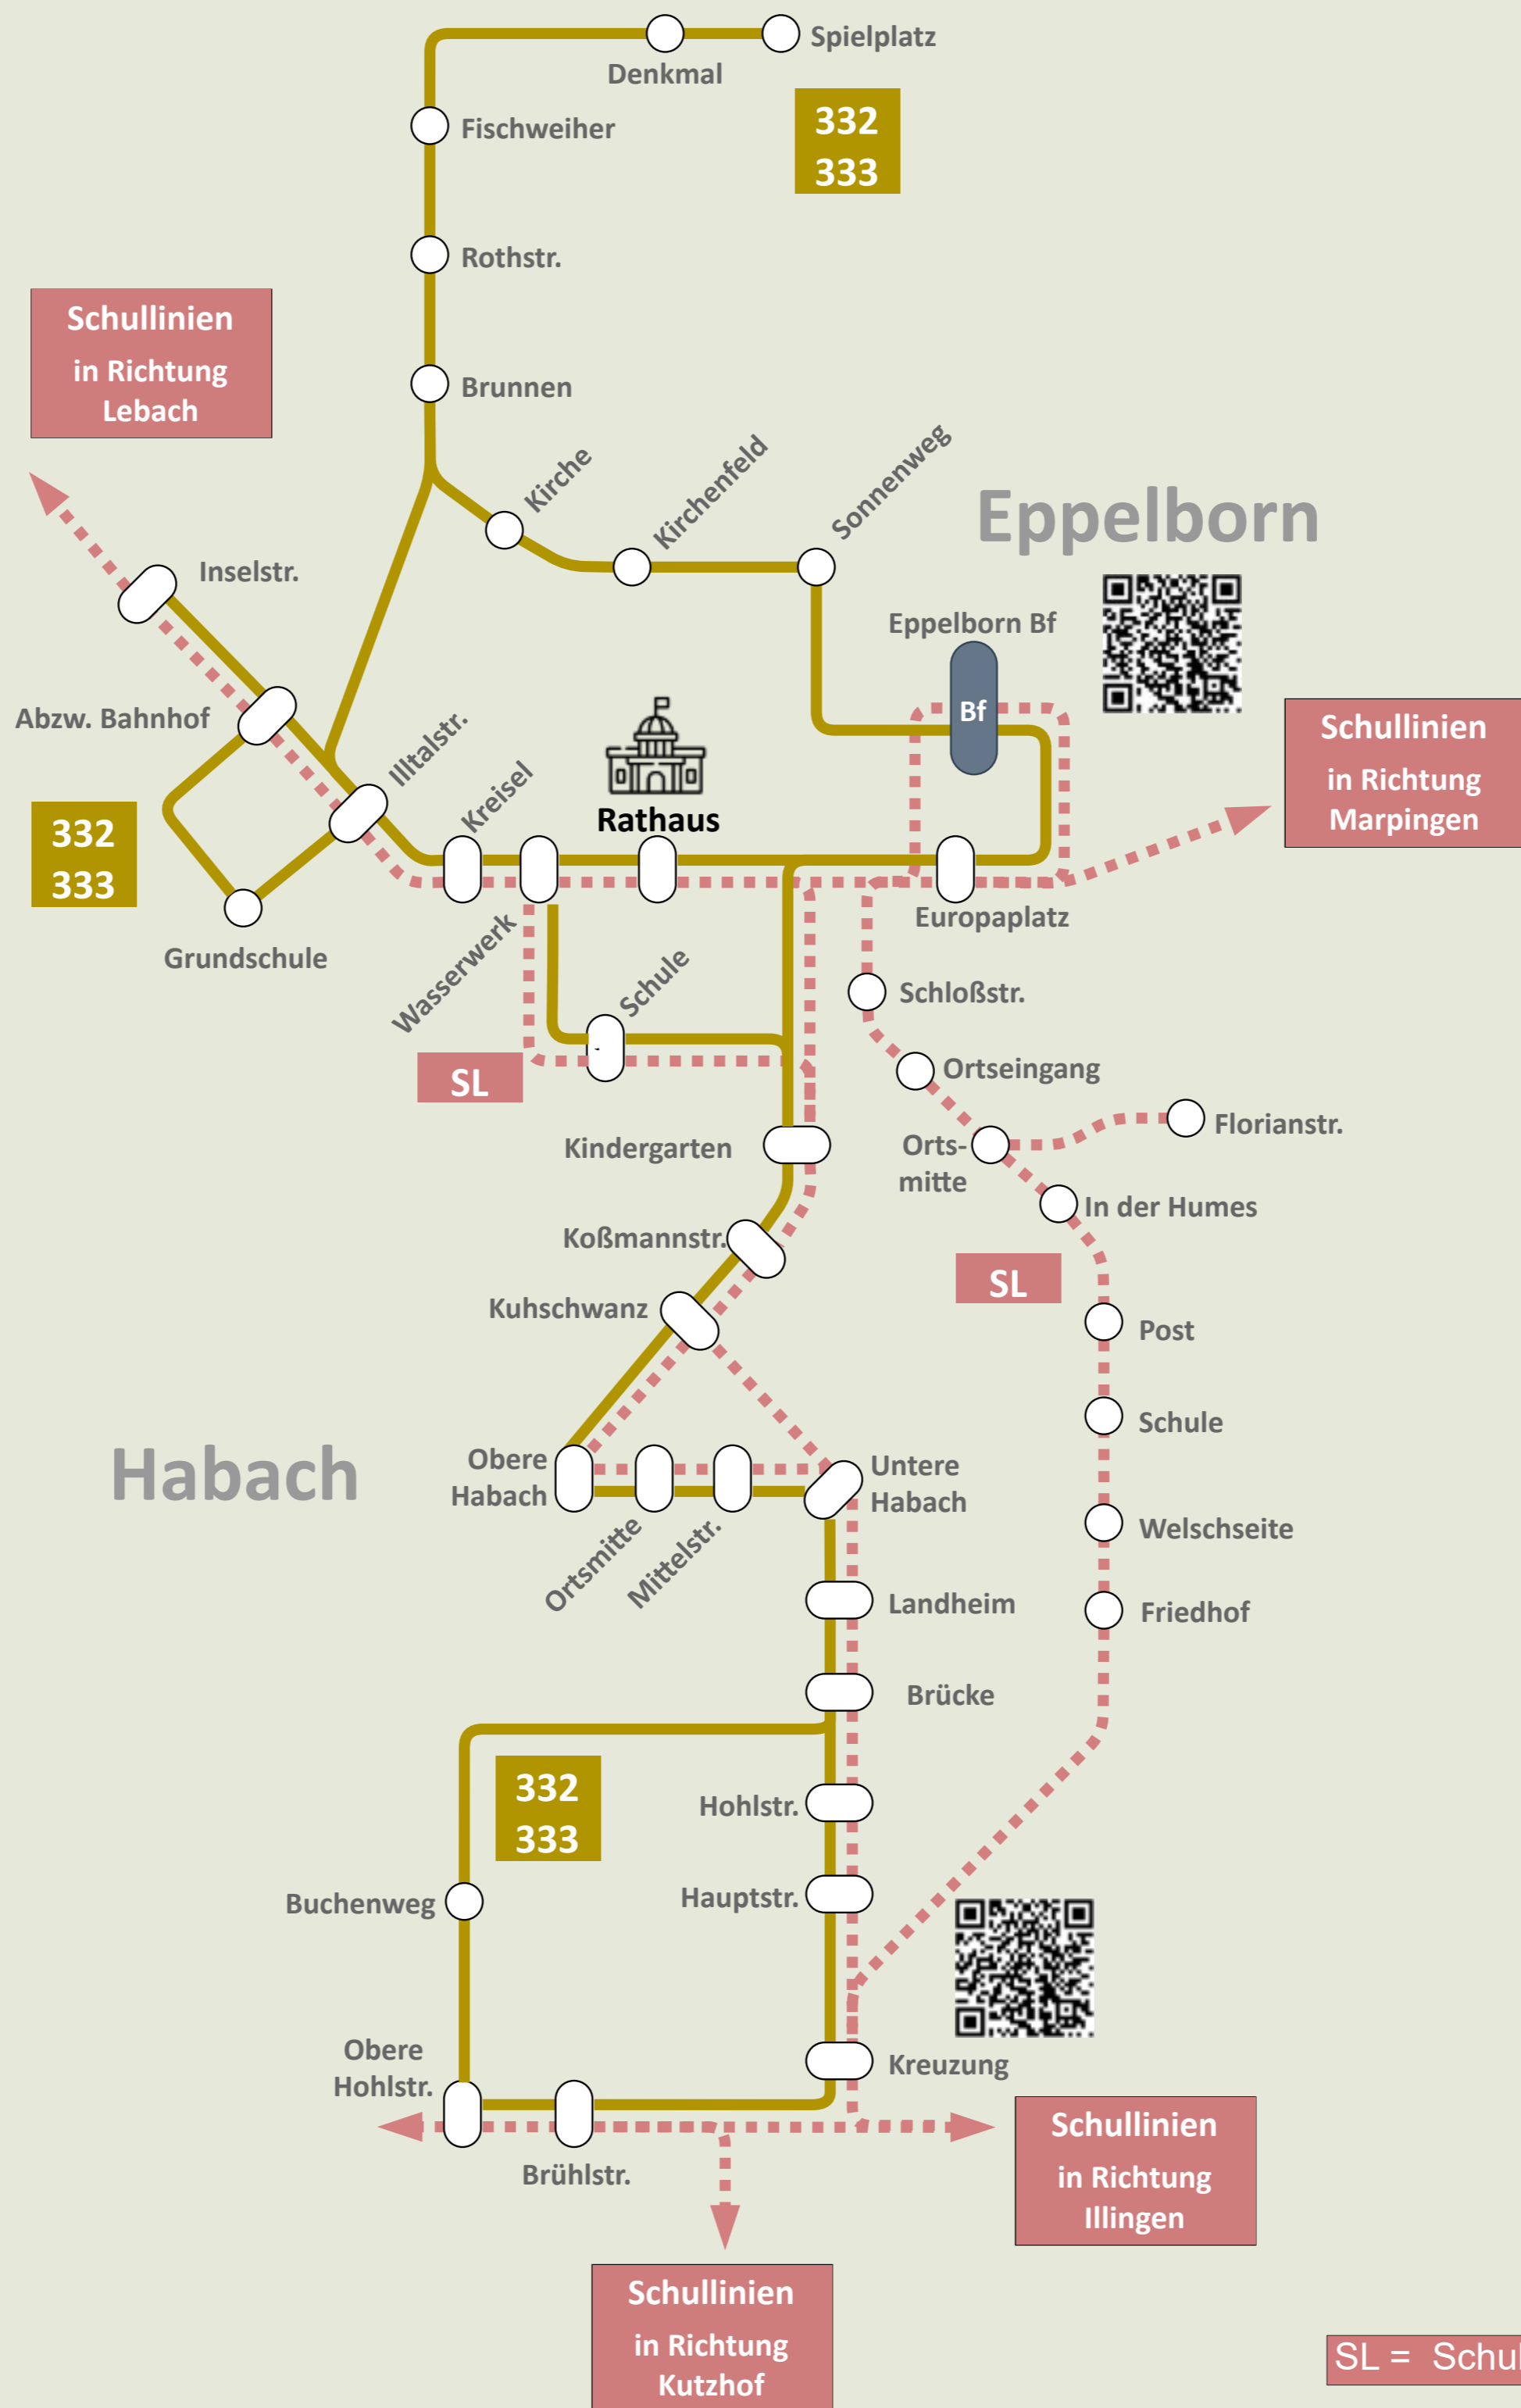 Spielplatz
Denkmal
332
333
Fischweiher
Rothstr.
Schullinien
in Richtung
Lebach
Brunnen
Kirche
Kirchenfeld
Sonnenweg
Eppelborn
Inselstr.
Eppelborn Bf
Bf
Abzw. Bahnhof
Illtalstr.
Kreisel
Rathaus
Schullinien
in Richtung
Marpingen
332
333
Grundschule
Wasserwerk
Schule
Europaplatz
Schloßstr.
SL
Ortseingang
Kindergarten
Orts-
mitte
Florianstr.
In der Humes
Koßmannstr.
SL
Kuhschwanz
Post
Schule
Habach
Obere
Habach
Ortsmitte
Mittelstr.
Untere
Habach
Welschseite
Landheim
Friedhof
Brücke
332
333
Hohlstr.
Buchenweg
Hauptstr.
Obere
Hohlstr.
Kreuzung
Brühlstr.
Schullinien
in Richtung
Illingen
Schullinien
in Richtung
Kutzhof
SL = Schul